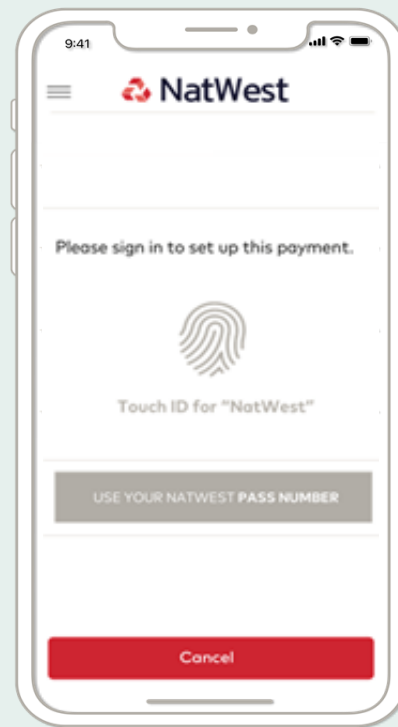 9:41
NatWest
Please sign in to set up this payment.
Touch ID for “NatWest”
USE YOUR NATWEST PASS NUMBER
Cancel